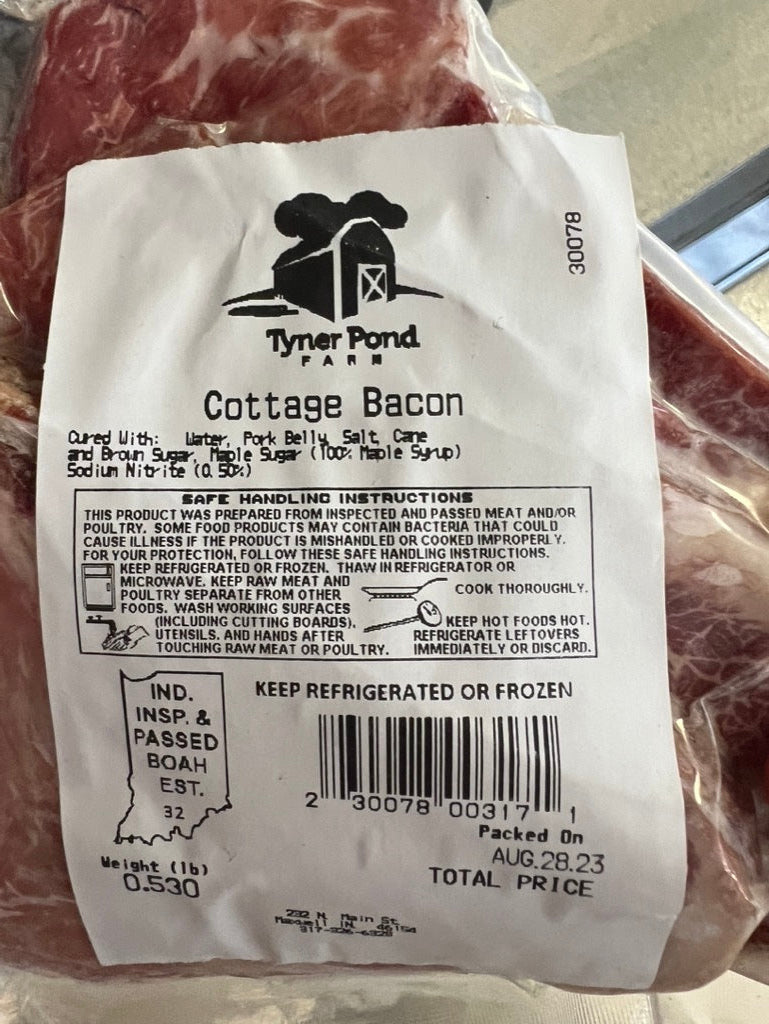 30078
Tyner Pond
FARM
Cottage Bacon
Cured With: Water, Pork Belly, Salt, Cane
and Brown Sugar, Maple Sugar (100% Maple Syrup)
Sodium Nitrite (0.50%)
SAFE HANDLING INSTRUCTIONS
THIS PRODUCT WAS PREPARED FROM INSPECTED AND PASSED MEAT AND/OR
POULTRY. SOME FOOD PRODUCTS MAY CONTAIN BACTERIA THAT COULD
CAUSE ILLNESS IF THE PRODUCT IS MISHANDLED OR COOKED IMPROPERLY.
FOR YOUR PROTECTION, FOLLOW THESE SAFE HANDLING INSTRUCTIONS.
KEEP REFRIGERATED OR FROZEN. THAW IN REFRIGERATOR OR
MICROWAVE. KEEP RAW MEAT AND
POULTRY SEPARATE FROM OTHER
FOODS. WASH WORKING SURFACES
(INCLUDING CUTTING BOARDS),
UTENSILS, AND HANDS AFTER
TOUCHING RAW MEAT OR POULTRY.
COOK THOROUGHLY.
KEEP HOT FOODS HOT.
REFRIGERATE LEFTOVERS
IMMEDIATELY OR DISCARD.
IND.
INSP. &
PASSED
BOAH
EST.
32
KEEP REFRIGERATED OR FROZEN
2 30078 00317 1
Packed On
AUG.28.23
TOTAL PRICE
Weight (lb)
0.530
232 N Main St
Maxwell IN 46154